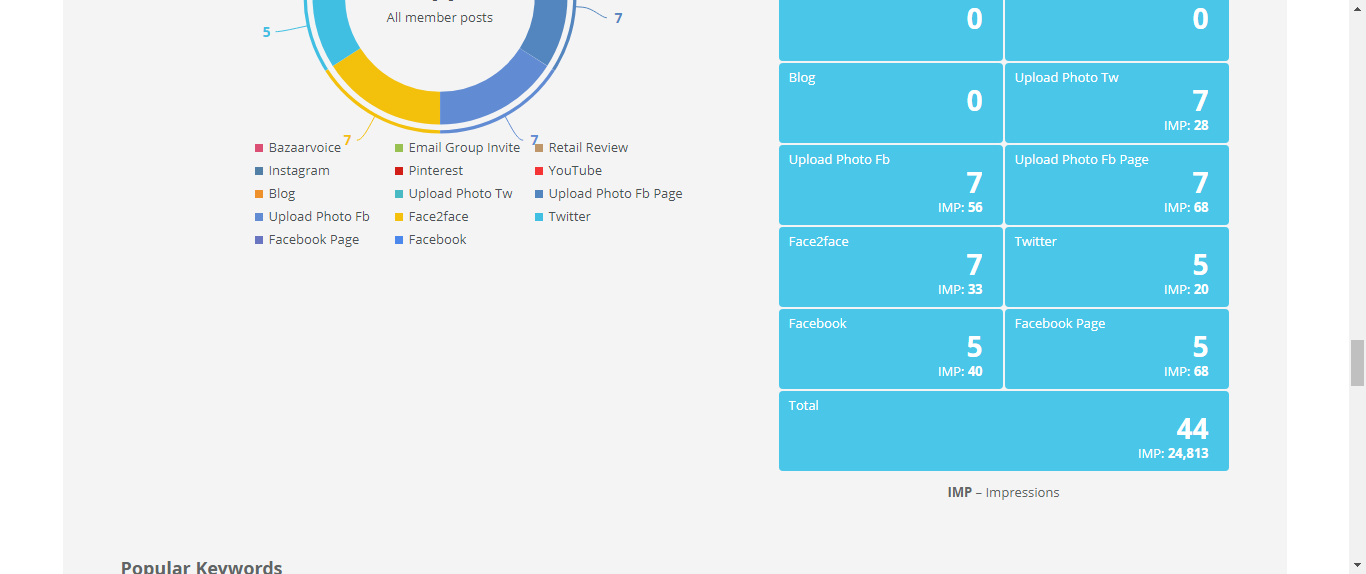 All member posts
5
7
7
7
Bazaarvoice
Email Group Invite
Retail Review
Instagram
Pinterest
YouTube
Blog
Upload Photo Tw
Upload Photo Fb Page
Upload Photo Fb
Face2face
Twitter
Facebook Page
Facebook
0
0
Blog
0
Upload Photo Tw
7
IMP: 28
Upload Photo Fb
7
IMP: 56
Upload Photo Fb Page
7
IMP: 68
Face2face
7
IMP: 33
Twitter
5
IMP: 20
Facebook
5
IMP: 40
Facebook Page
5
IMP: 68
Total
44
IMP: 24,813
IMP – Impressions
Popular Keywords